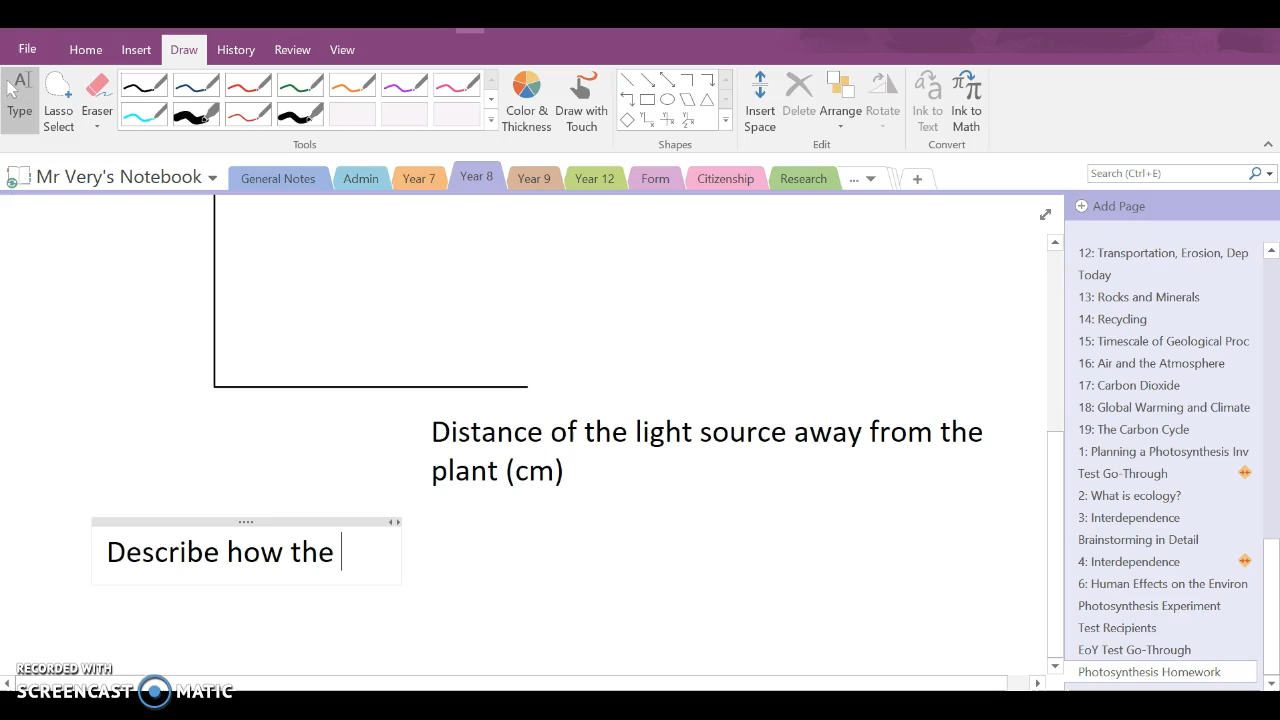 File Home Insert Draw History Review View
Type Lasso Select Eraser Color & Thickness Draw with Touch Insert Space Delete Arrange Rotate Ink to Text Ink to Math
Tools Shapes Edit Convert
Mr Very's Notebook General Notes Admin Year 7 Year 8 Year 9 Year 12 Form Citizenship Research ... Search (Ctrl+E)
Add Page
12: Transportation, Erosion, Dep
Today
13: Rocks and Minerals
14: Recycling
15: Timescale of Geological Proc
16: Air and the Atmosphere
17: Carbon Dioxide
18: Global Warming and Climate
19: The Carbon Cycle
1: Planning a Photosynthesis Inv
Test Go-Through
2: What is ecology?
3: Interdependence
Brainstorming in Detail
4: Interdependence
6: Human Effects on the Environ
Photosynthesis Experiment
Test Recipients
EoY Test Go-Through
Photosynthesis Homework
Distance of the light source away from the
plant (cm)
Describe how the
RECORDED WITH
SCREENCAST MATIC